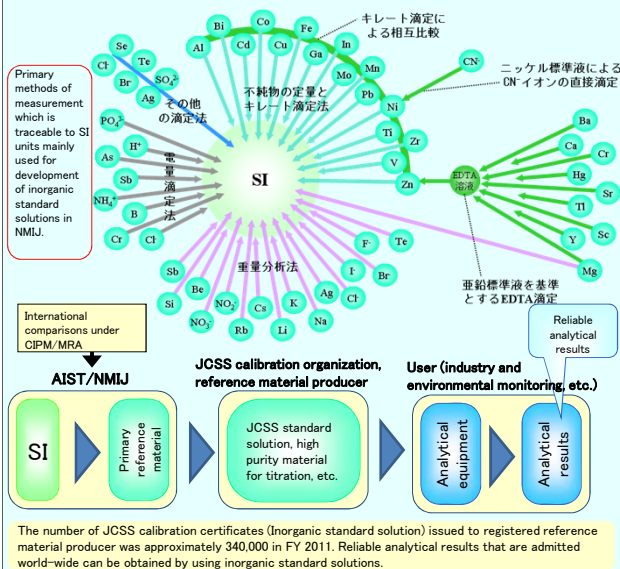 Primary
methods of
measurement
which is
traceable to SI
units mainly
used for
development
of inorganic
standard
solutions in
NMIJ.
Se
Te
Cl⁻
SO₄²⁻
Br⁻
Ag
その他
の滴定法
Bi
Co
Fe
Al
Cd
Cu
Ga
In
Mo
Mn
Pb
Ni
Ti
Zr
V
Zn
キレート滴定に
よる相互比較
不純物の定量と
キレート滴定法
CN⁻
ニッケル標準液による
CN⁻イオンの直接滴定
PO₄³⁻
H⁺
As
Sb
NH₄⁺
B
Cr
Cl⁻
電量
滴定法
SI
EDTA
溶液
Ba
Ca
Cr
Hg
Sr
Tl
Sc
Y
Mg
亜鉛標準液を基準
とするEDTA滴定
重量分析法
Sb
Si
Be
NO₃⁻
NO₂⁻
Rb
Cs
Li
K
Na
Ag
Cl⁻
I⁻
Br⁻
F⁻
Te
International
comparisons under
CIPM/MRA
Reliable
analytical
results
AIST/NMIJ
JCSS calibration organization,
reference material producer
User (industry and
environmental monitoring, etc.)
SI
Primary
reference
material
JCSS standard
solution, high
purity material
for titration, etc.
Analytical
equipment
Analytical
results
The number of JCSS calibration certificates (Inorganic standard solution) issued to registered reference
material producer was approximately 340,000 in FY 2011. Reliable analytical results that are admitted
world-wide can be obtained by using inorganic standard solutions.